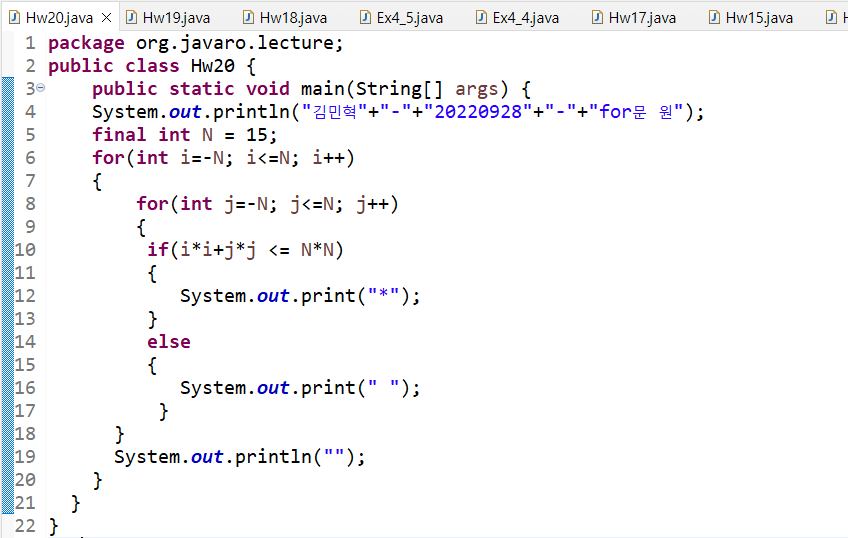 Hw20.java Hw19.java Hw18.java Ex4_5.java Ex4_4.java Hw17.java Hw15.java H
1 package org.javaro.lecture;
2 public class Hw20 {
3 public static void main(String[] args) {
4 System.out.println("김민혁"+"-"+"20220928"+"-"+"for문 원");
5 final int N = 15;
6 for(int i=-N; i<=N; i++)
7 {
8 for(int j=-N; j<=N; j++)
9 {
10 if(i*i+j*j <= N*N)
11 {
12 System.out.print("*");
13 }
14 else
15 {
16 System.out.print(" ");
17 }
18 }
19 System.out.println("");
20 }
21 }
22 }